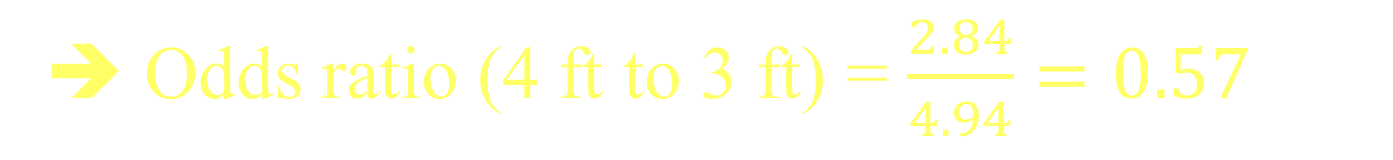 ➔ Odds ratio (4 ft to 3 ft) = 2.84/4.94 = 0.57